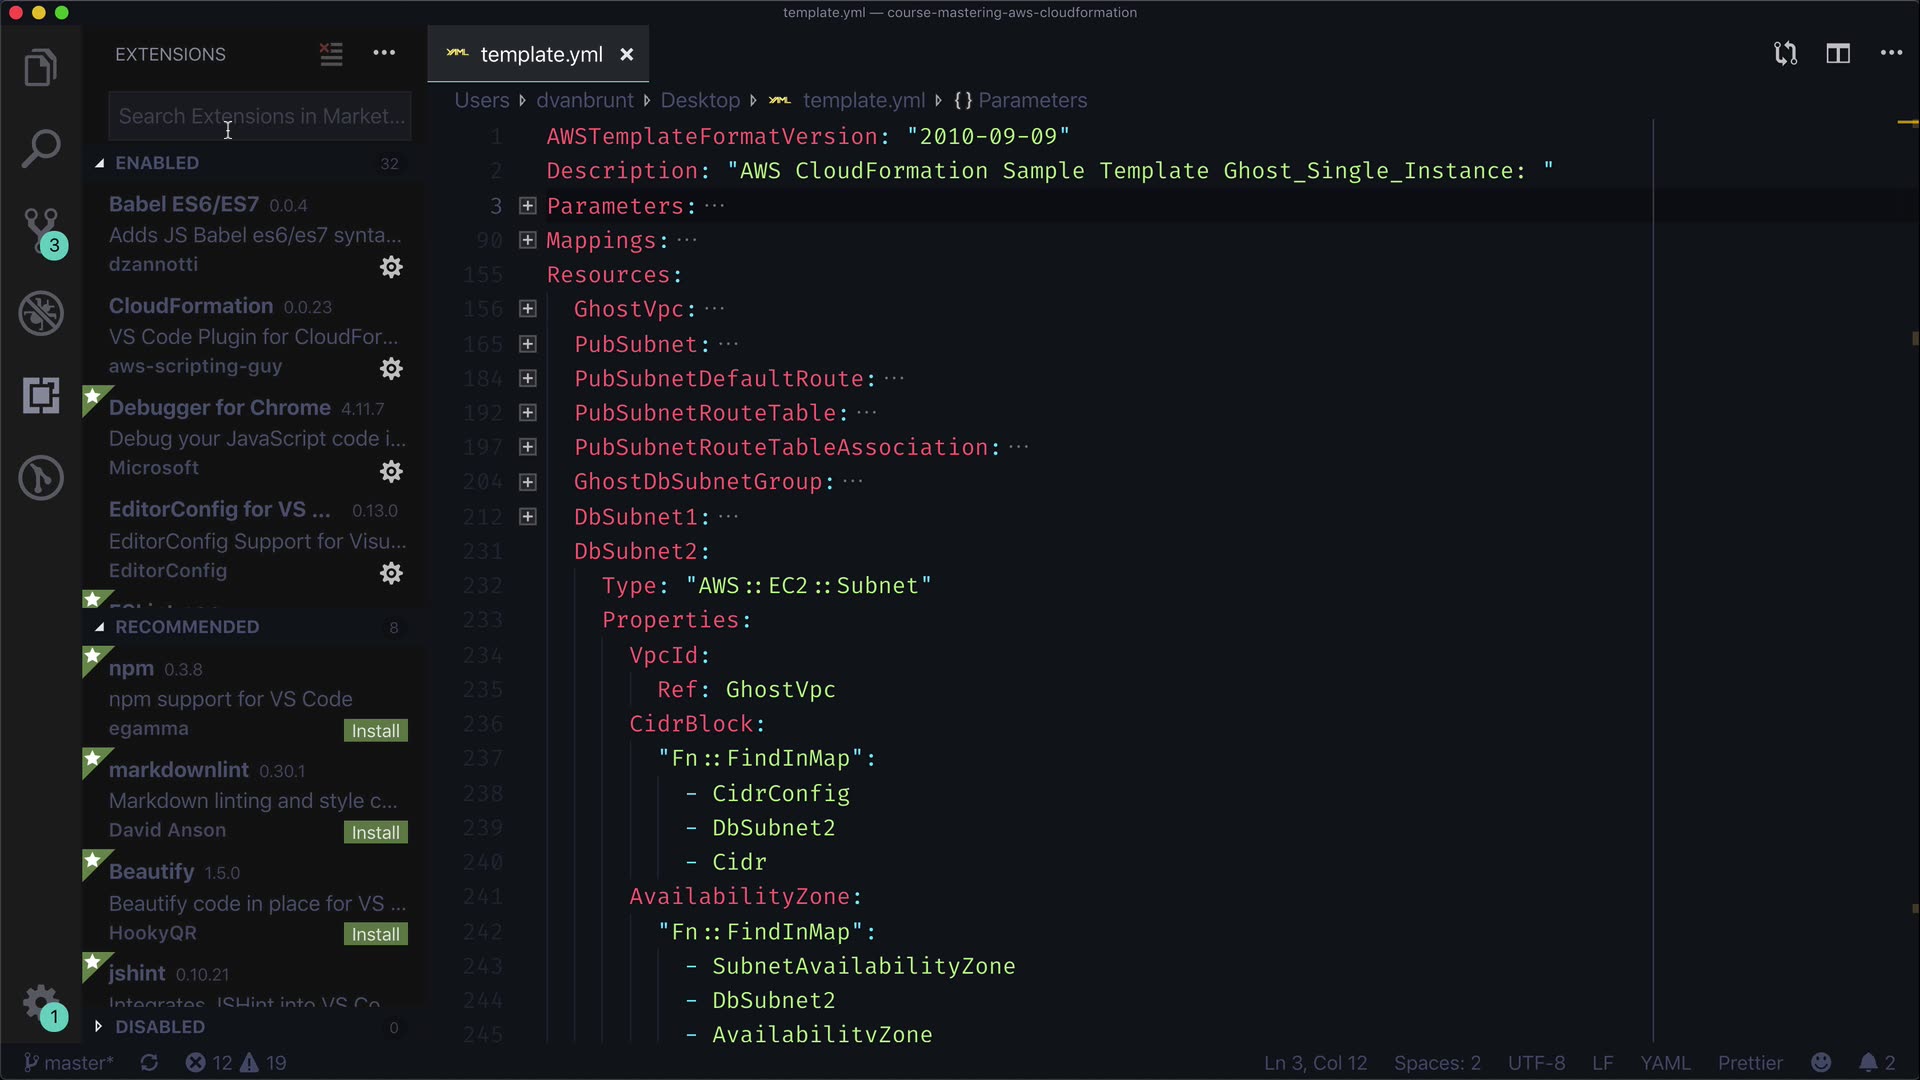 template.yml — course-mastering-aws-cloudformation
EXTENSIONS
Search Extensions in Market...
ENABLED 32
Babel ES6/ES7 0.0.4
Adds JS Babel es6/es7 synta...
dzannotti
CloudFormation 0.0.23
VS Code Plugin for CloudFor...
aws-scripting-guy
Debugger for Chrome 4.11.7
Debug your JavaScript code i...
Microsoft
EditorConfig for VS ... 0.13.0
EditorConfig Support for Visu...
EditorConfig
RECOMMENDED 8
npm 0.3.8
npm support for VS Code
egamma Install
markdownlint 0.30.1
Markdown linting and style c...
David Anson Install
Beautify 1.5.0
Beautify code in place for VS ...
HookyQR Install
jshint 0.10.21
Integrates JSHint into VS Co
DISABLED 0
3
1
YAML template.yml
Users dvanbrunt Desktop YAML template.yml {} Parameters
1 AWSTemplateFormatVersion: "2010-09-09"
2 Description: "AWS CloudFormation Sample Template Ghost_Single_Instance: "
3 Parameters: ...
90 Mappings: ...
155 Resources:
156 GhostVpc: ...
165 PubSubnet: ...
184 PubSubnetDefaultRoute: ...
192 PubSubnetRouteTable: ...
197 PubSubnetRouteTableAssociation: ...
204 GhostDbSubnetGroup: ...
212 DbSubnet1: ...
231 DbSubnet2:
232 Type: "AWS::EC2::Subnet"
233 Properties:
234 VpcId:
235 Ref: GhostVpc
236 CidrBlock:
237 "Fn::FindInMap":
238 - CidrConfig
239 - DbSubnet2
240 - Cidr
241 AvailabilityZone:
242 "Fn::FindInMap":
243 - SubnetAvailabilityZone
244 - DbSubnet2
245 - AvailabilityZone
master* 12 19 Ln 3, Col 12 Spaces: 2 UTF-8 LF YAML Prettier 2